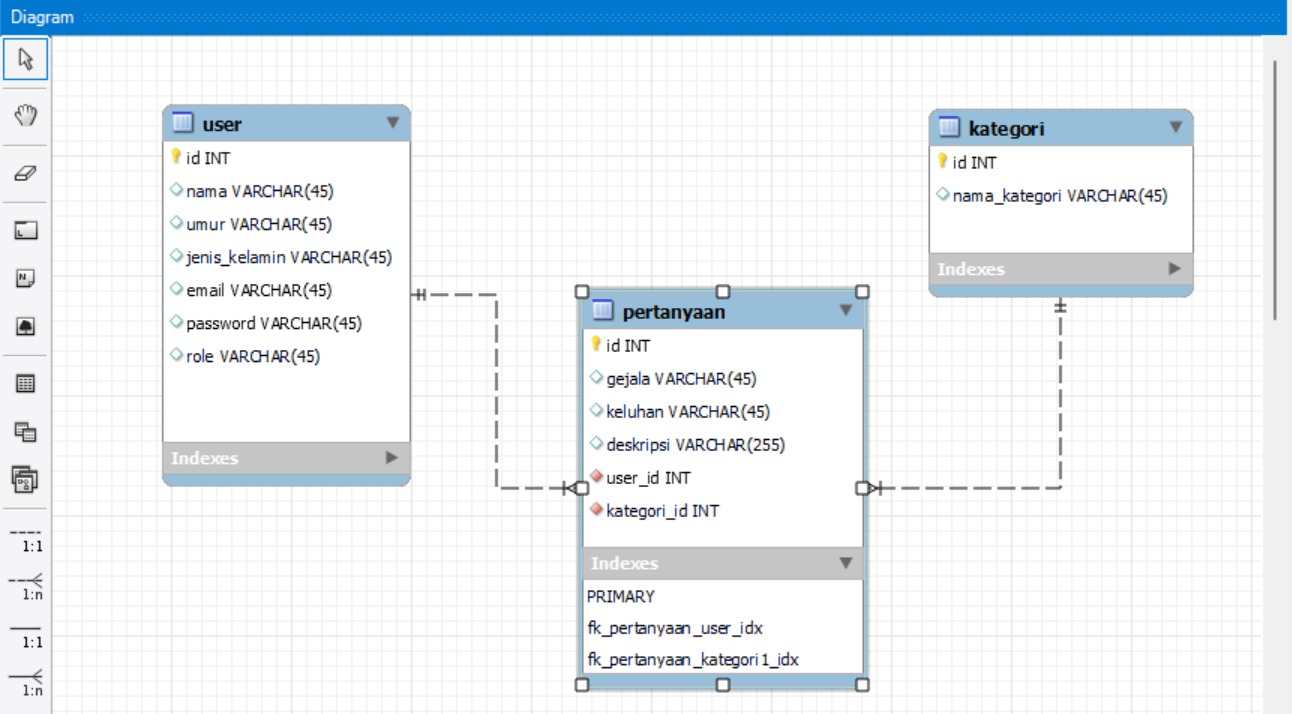 Diagram
user
id INT
nama VARCHAR(45)
umur VARCHAR(45)
jenis_kelamin VARCHAR(45)
email VARCHAR(45)
password VARCHAR(45)
role VARCHAR(45)
Indexes
pertanyaan
id INT
gejala VARCHAR(45)
keluhan VARCHAR(45)
deskripsi VARCHAR(255)
user_id INT
kategori_id INT
Indexes
PRIMARY
fk_pertanyaan_user_idx
fk_pertanyaan_kategori1_idx
kategori
id INT
nama_kategori VARCHAR(45)
Indexes
1:1
1:n
1:1
1:n